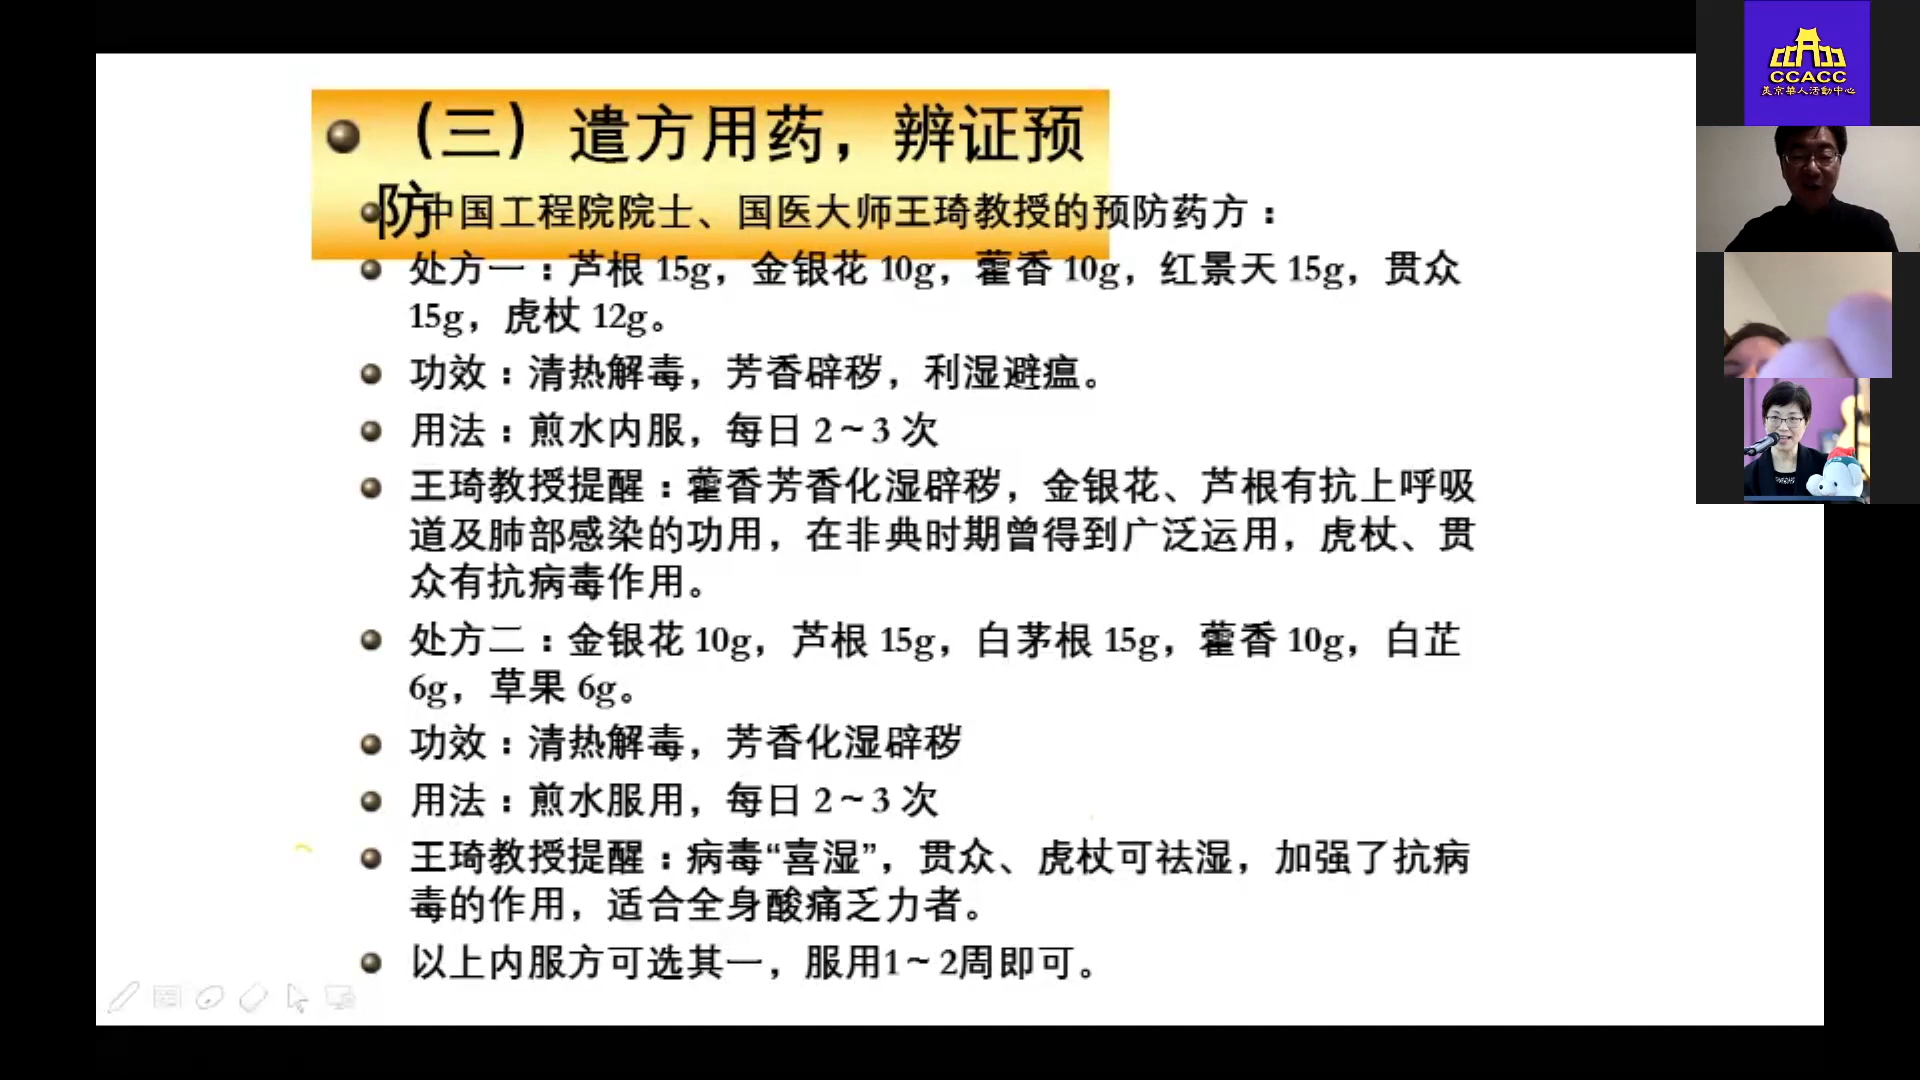 （三）遣方用药，辨证预
防
中国工程院院士、国医大师王琦教授的预防药方：
处方一：芦根 15g，金银花 10g，藿香 10g，红景天 15g，贯众
15g，虎杖 12g。
功效：清热解毒，芳香辟秽，利湿避瘟。
用法：煎水内服，每日 2～3 次
王琦教授提醒：藿香芳香化湿辟秽，金银花、芦根有抗上呼吸
道及肺部感染的功用，在非典时期曾得到广泛运用，虎杖、贯
众有抗病毒作用。
处方二：金银花 10g，芦根 15g，白茅根 15g，藿香 10g，白芷
6g，草果 6g。
功效：清热解毒，芳香化湿辟秽
用法：煎水服用，每日 2～3 次
王琦教授提醒：病毒“喜湿”，贯众、虎杖可祛湿，加强了抗病
毒的作用，适合全身酸痛乏力者。
以上内服方可选其一，服用1～2周即可。
CCACC
美京華人活動中心